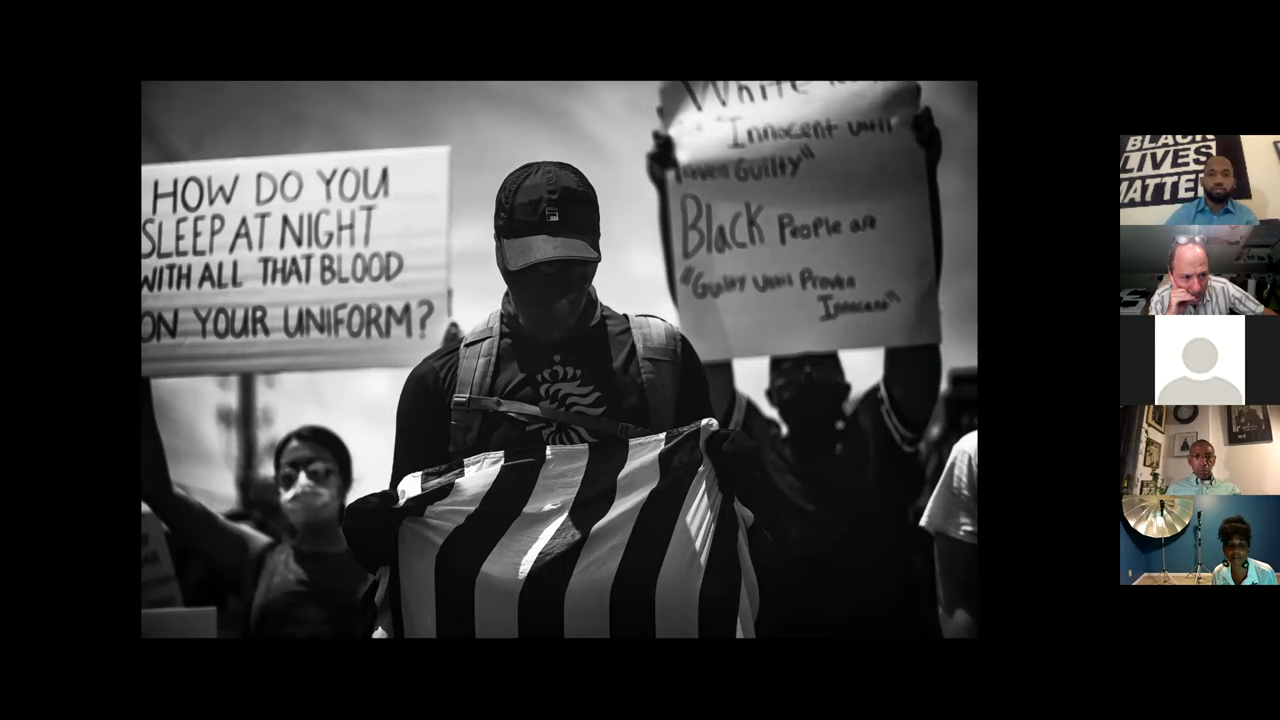 HOW DO YOU
SLEEP AT NIGHT
WITH ALL THAT BLOOD
ON YOUR UNIFORM?
White
"Innocent until
Guilty"
Black People are
"Guilty until Proven
Innocent"
BLACK
LIVES
MATTER